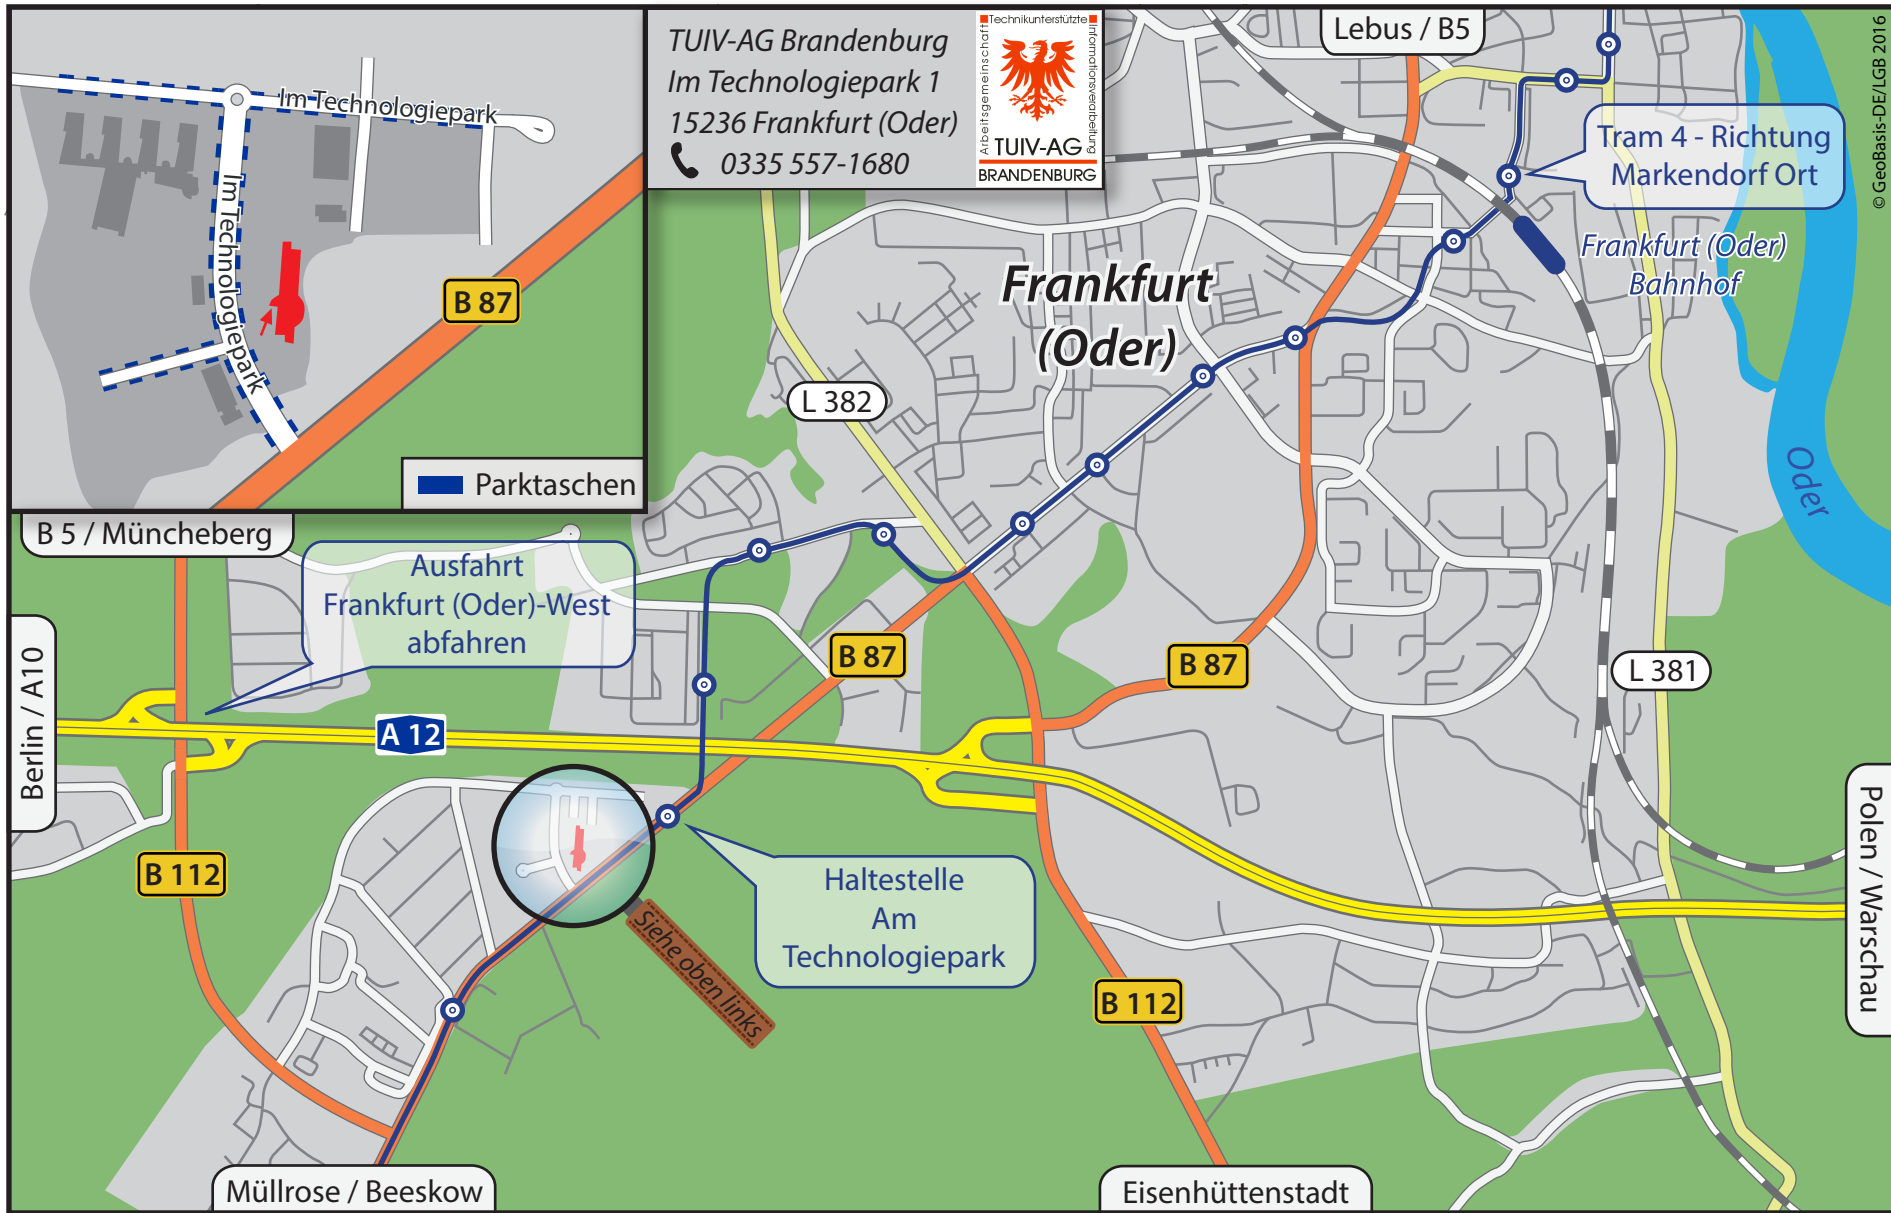 Im Technologiepark
Im Technologiepark
Im Technologiepark
B 87
Parktaschen
TUIV-AG Brandenburg
Im Technologiepark 1
15236 Frankfurt (Oder)
0335 557-1680
Technikunterstützte
Arbeitsgemeinschaft
Informationsverarbeitung
TUIV-AG
BRANDENBURG
Lebus / B5
© GeoBasis-DE/LGB 2016
Tram 4 - Richtung
Markendorf Ort
Frankfurt (Oder)
Bahnhof
Frankfurt
(Oder)
L 382
Oder
B 5 / Müncheberg
Ausfahrt
Frankfurt (Oder)-West
abfahren
B 87
B 87
L 381
Berlin / A10
A 12
B 112
Haltestelle
Am
Technologiepark
Siehe oben links
B 112
Polen / Warschau
Müllrose / Beeskow
Eisenhüttenstadt